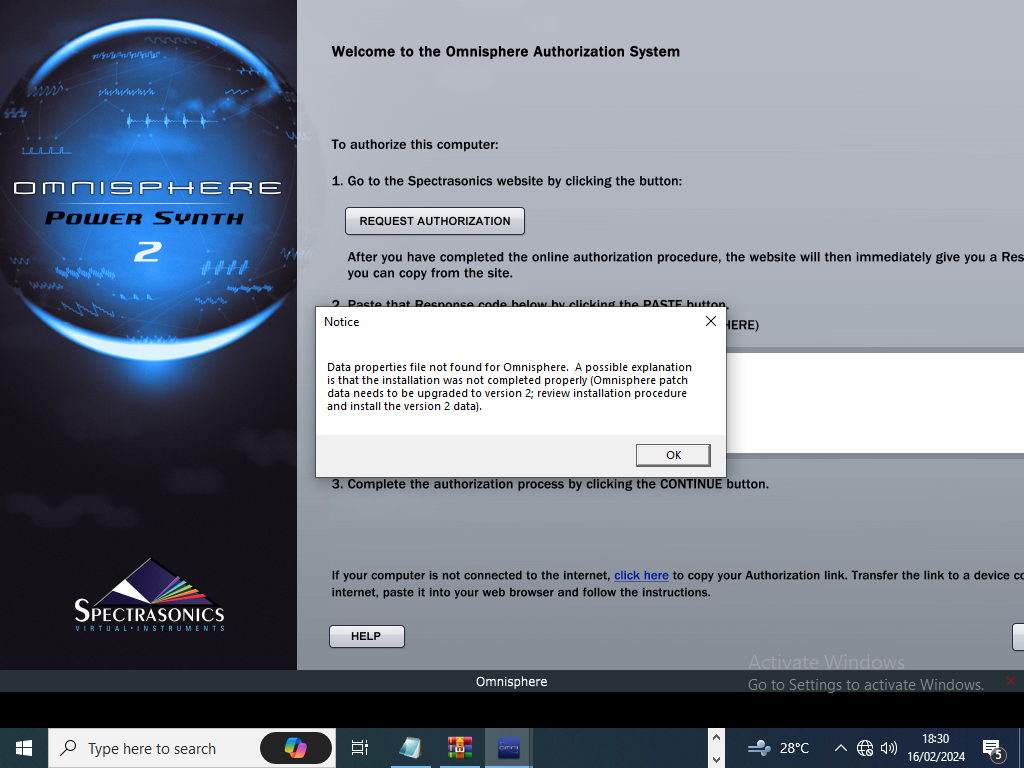 Welcome to the Omnisphere Authorization System
To authorize this computer:
1. Go to the Spectrasonics website by clicking the button:
REQUEST AUTHORIZATION
After you have completed the online authorization procedure, the website will then immediately give you a Res
you can copy from the site.
2. Paste that Response code below by clicking the PASTE button.
HERE)
Notice
Data properties file not found for Omnisphere. A possible explanation
is that the installation was not completed properly (Omnisphere patch
data needs to be upgraded to version 2; review installation procedure
and install the version 2 data).
OK
3. Complete the authorization process by clicking the CONTINUE button.
If your computer is not connected to the internet, click here to copy your Authorization link. Transfer the link to a device co
internet, paste it into your web browser and follow the instructions.
HELP
OMNISPHERE
POWER SYNTH
2
SPECTRASONICS
VIRTUAL·INSTRUMENTS
Activate Windows
Go to Settings to activate Windows.
Omnisphere
Type here to search
OMNI
28°C
18:30
16/02/2024
5